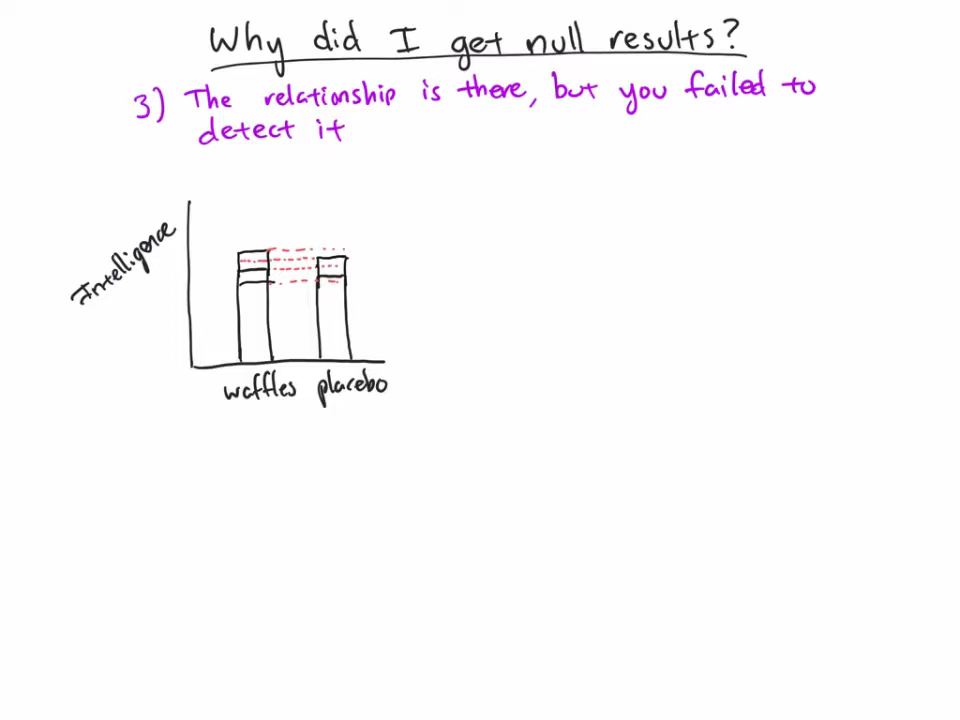 Why did I get null results?
3) The relationship is there, but you failed to
detect it
Intelligence
waffles placebo